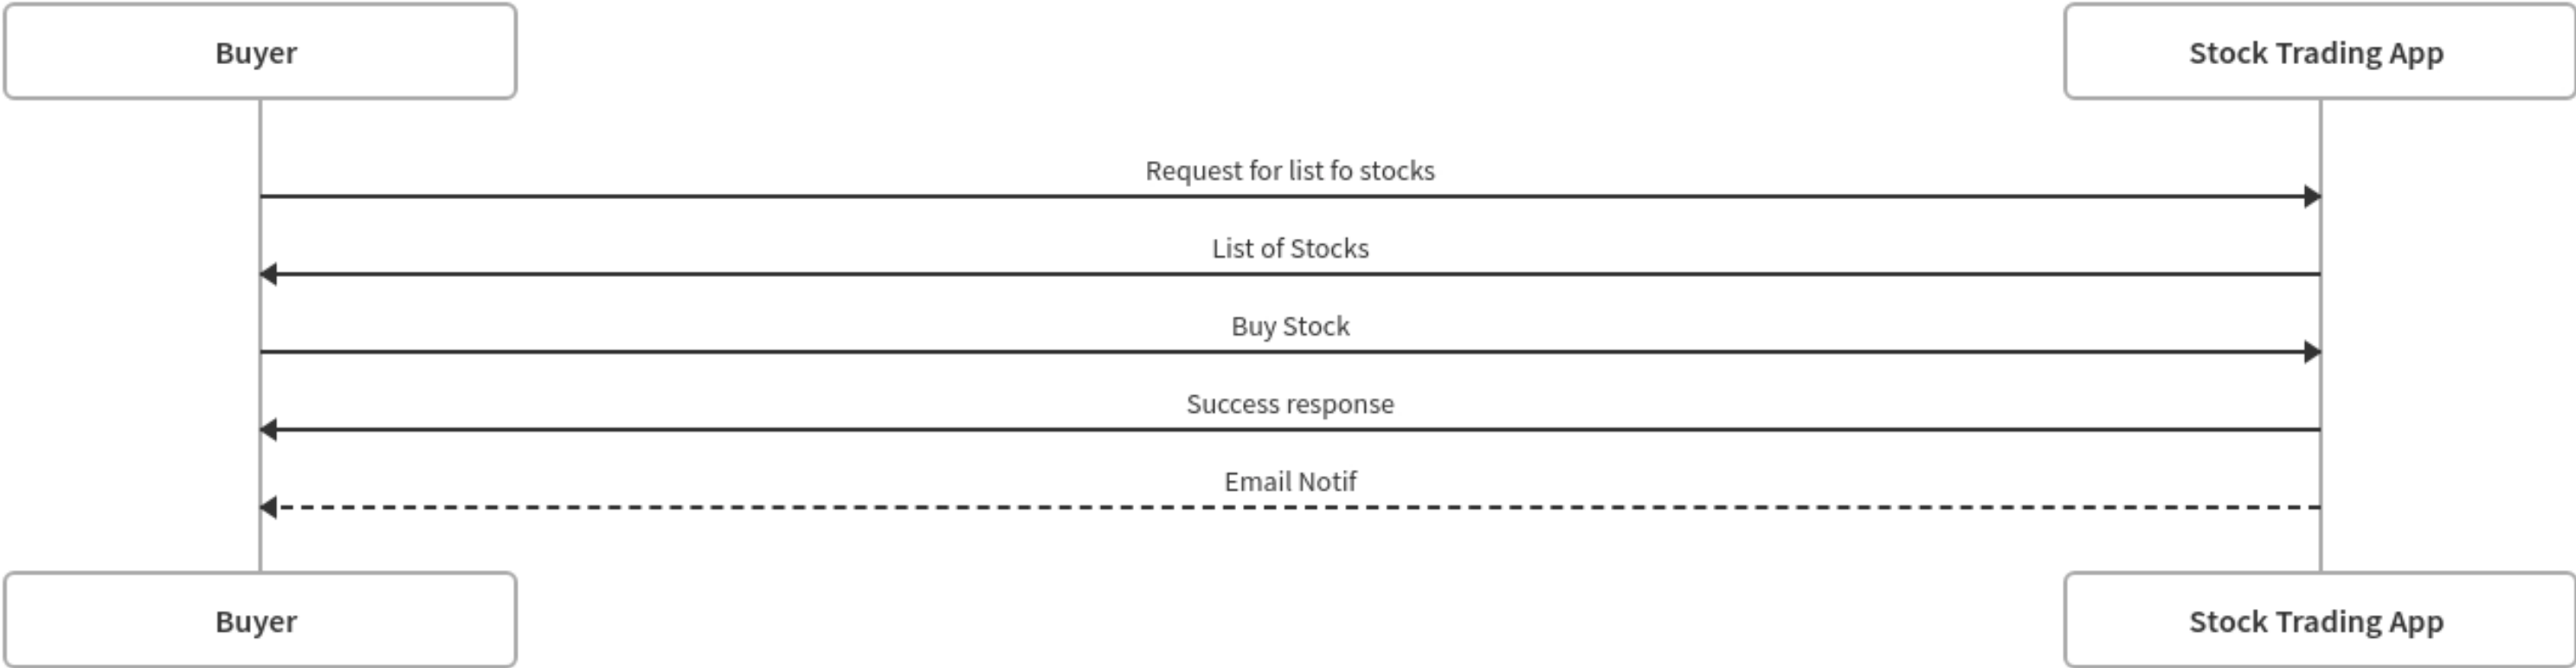 Buyer
Stock Trading App
Request for list fo stocks
List of Stocks
Buy Stock
Success response
Email Notif
Buyer
Stock Trading App